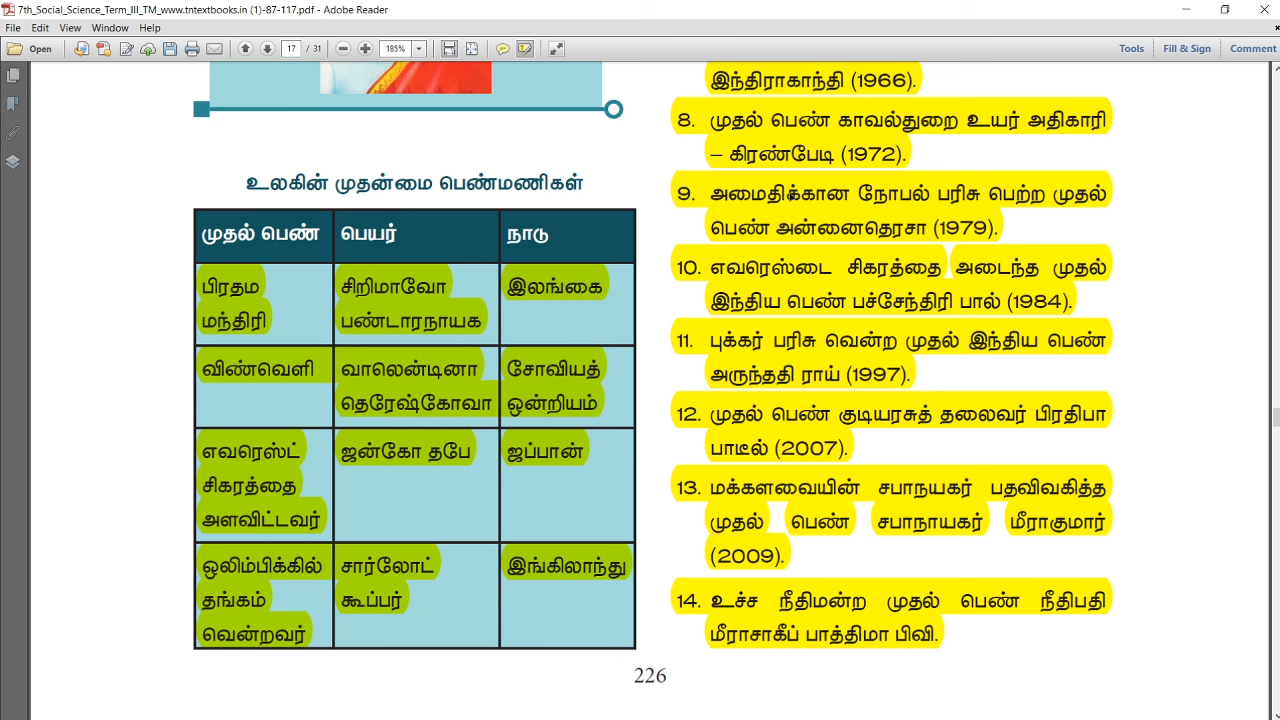 7th_Social_Science_Term_III_TM_www.tntextbooks.in (1)-87-117.pdf - Adobe Reader
File Edit View Window Help
Open 17 / 31 185% Tools Fill & Sign Comment
உலகின் முதன்மை பெண்மணிகள்
முதல் பெண் பெயர் நாடு
பிரதம சிறிமாவோ இலங்கை
மந்திரி பண்டாரநாயக
விண்வெளி வாலென்டினா சோவியத்
தெரேஷ்கோவா ஒன்றியம்
எவரெஸ்ட் ஜன்கோ தபே ஜப்பான்
சிகரத்தை
அளவிட்டவர்
ஒலிம்பிக்கில் சார்லோட் இங்கிலாந்து
தங்கம் கூப்பர்
வென்றவர்
இந்திராகாந்தி (1966).
8. முதல் பெண் காவல்துறை உயர் அதிகாரி
– கிரண்பேடி (1972).
9. அமைதிக்கான நோபல் பரிசு பெற்ற முதல்
பெண் அன்னைதெரசா (1979).
10. எவரெஸ்டை சிகரத்தை அடைந்த முதல்
இந்திய பெண் பச்சேந்திரி பால் (1984).
11. புக்கர் பரிசு வென்ற முதல் இந்திய பெண்
அருந்ததி ராய் (1997).
12. முதல் பெண் குடியரசுத் தலைவர் பிரதிபா
பாடீல் (2007).
13. மக்களவையின் சபாநயகர் பதவிவகித்த
முதல் பெண் சபாநாயகர் மீராகுமார்
(2009).
14. உச்ச நீதிமன்ற முதல் பெண் நீதிபதி
மீராசாகீப் பாத்திமா பிவி.
226